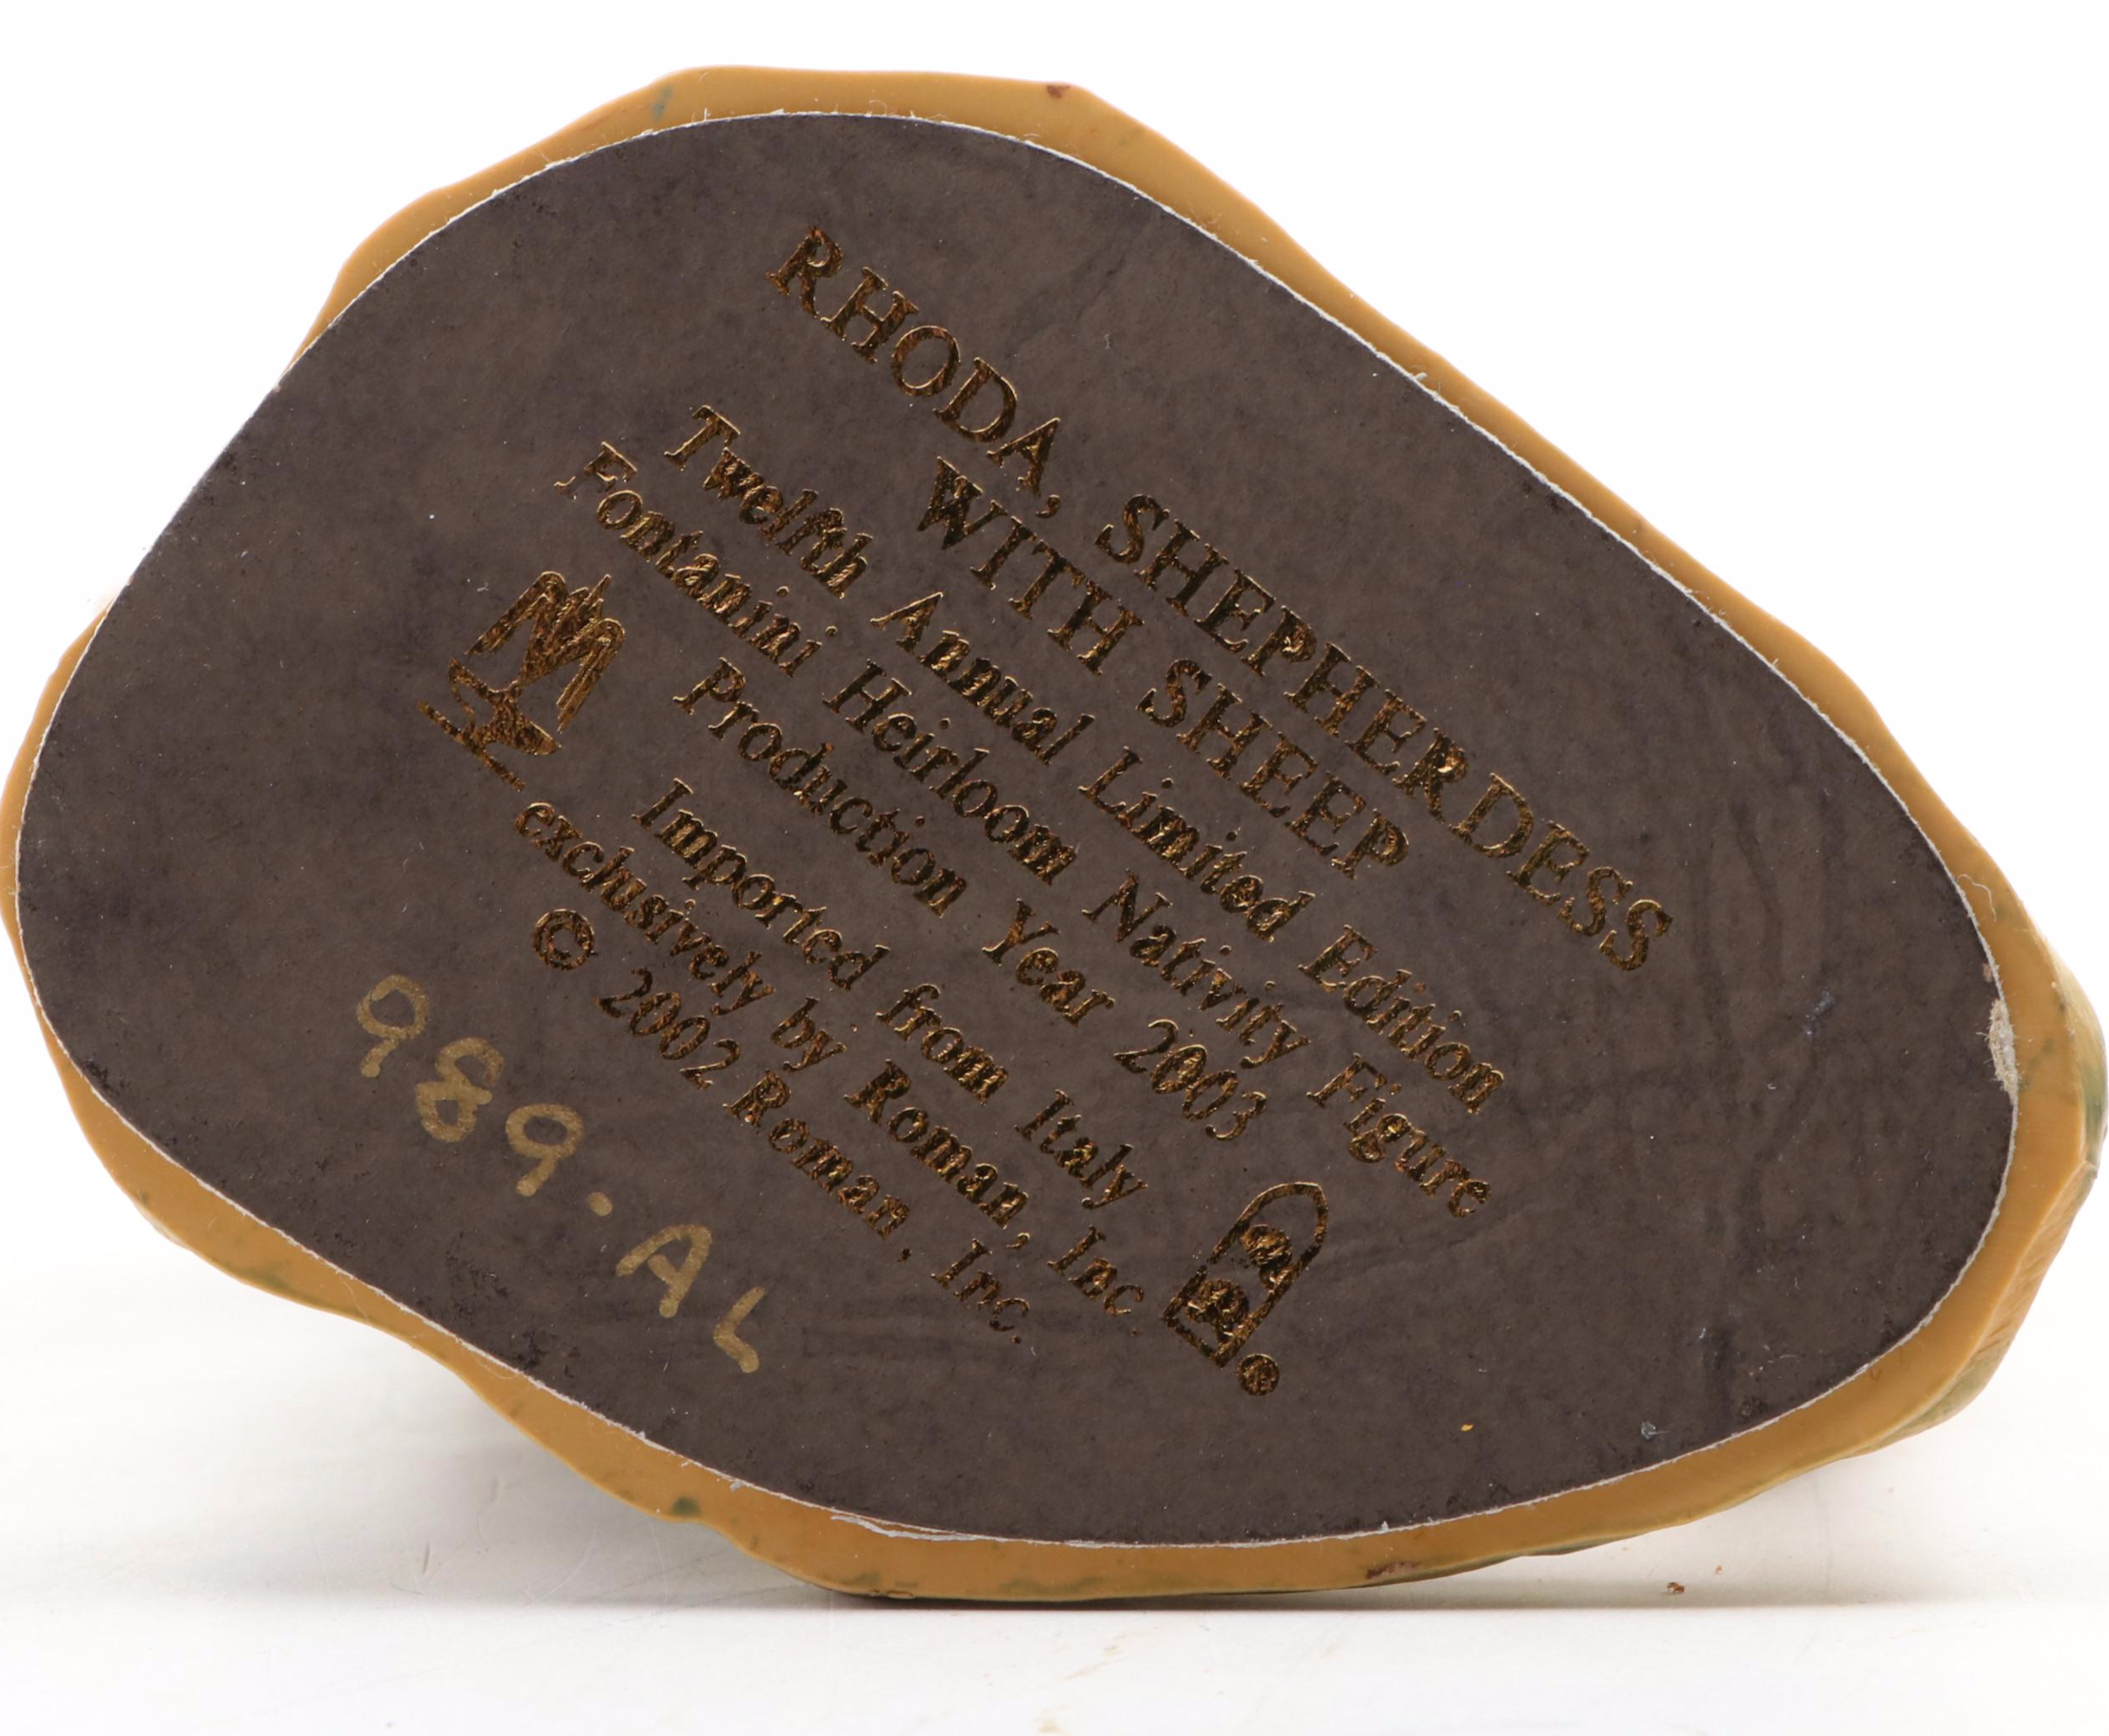 RHODA, SHEPHERDESS
WITH SHEEP
Twelfth Annual Limited Edition
Fontanini Heirloom Nativity Figure
Production Year 2003
Imported from Italy
exclusively by Roman, Inc.
© 2002 Roman, Inc.
®
989-AL